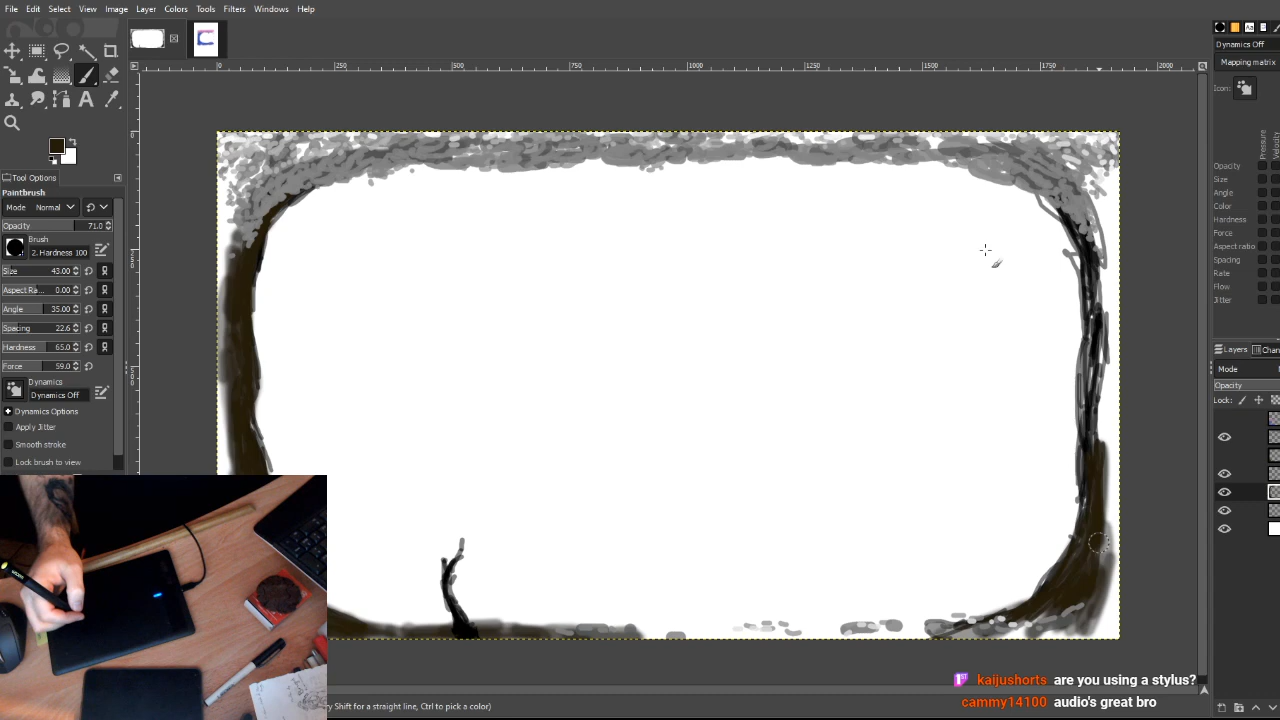 File Edit Select View Image Layer Colors Tools Filters Windows Help
0 250 500 750 1000 1250 1500 1750 2000
Tool Options
Paintbrush
Mode Normal
Opacity 71.0
Brush
2. Hardness 100
Size 43.00
Aspect Ra... 0.00
Angle 35.00
Spacing 22.6
Hardness 65.0
Force 59.0
Dynamics
Dynamics Off
Dynamics Options
Apply Jitter
Smooth stroke
Lock brush to view
Dynamics Off
Mapping matrix
Icon:
Pressure
Velocity
Opacity
Size
Angle
Color
Hardness
Force
Aspect ratio
Spacing
Rate
Flow
Jitter
Layers Chan
Mode
Opacity
Lock:
y Shift for a straight line, Ctrl to pick a color)
kaijushorts are you using a stylus?
cammy14100 audio's great bro